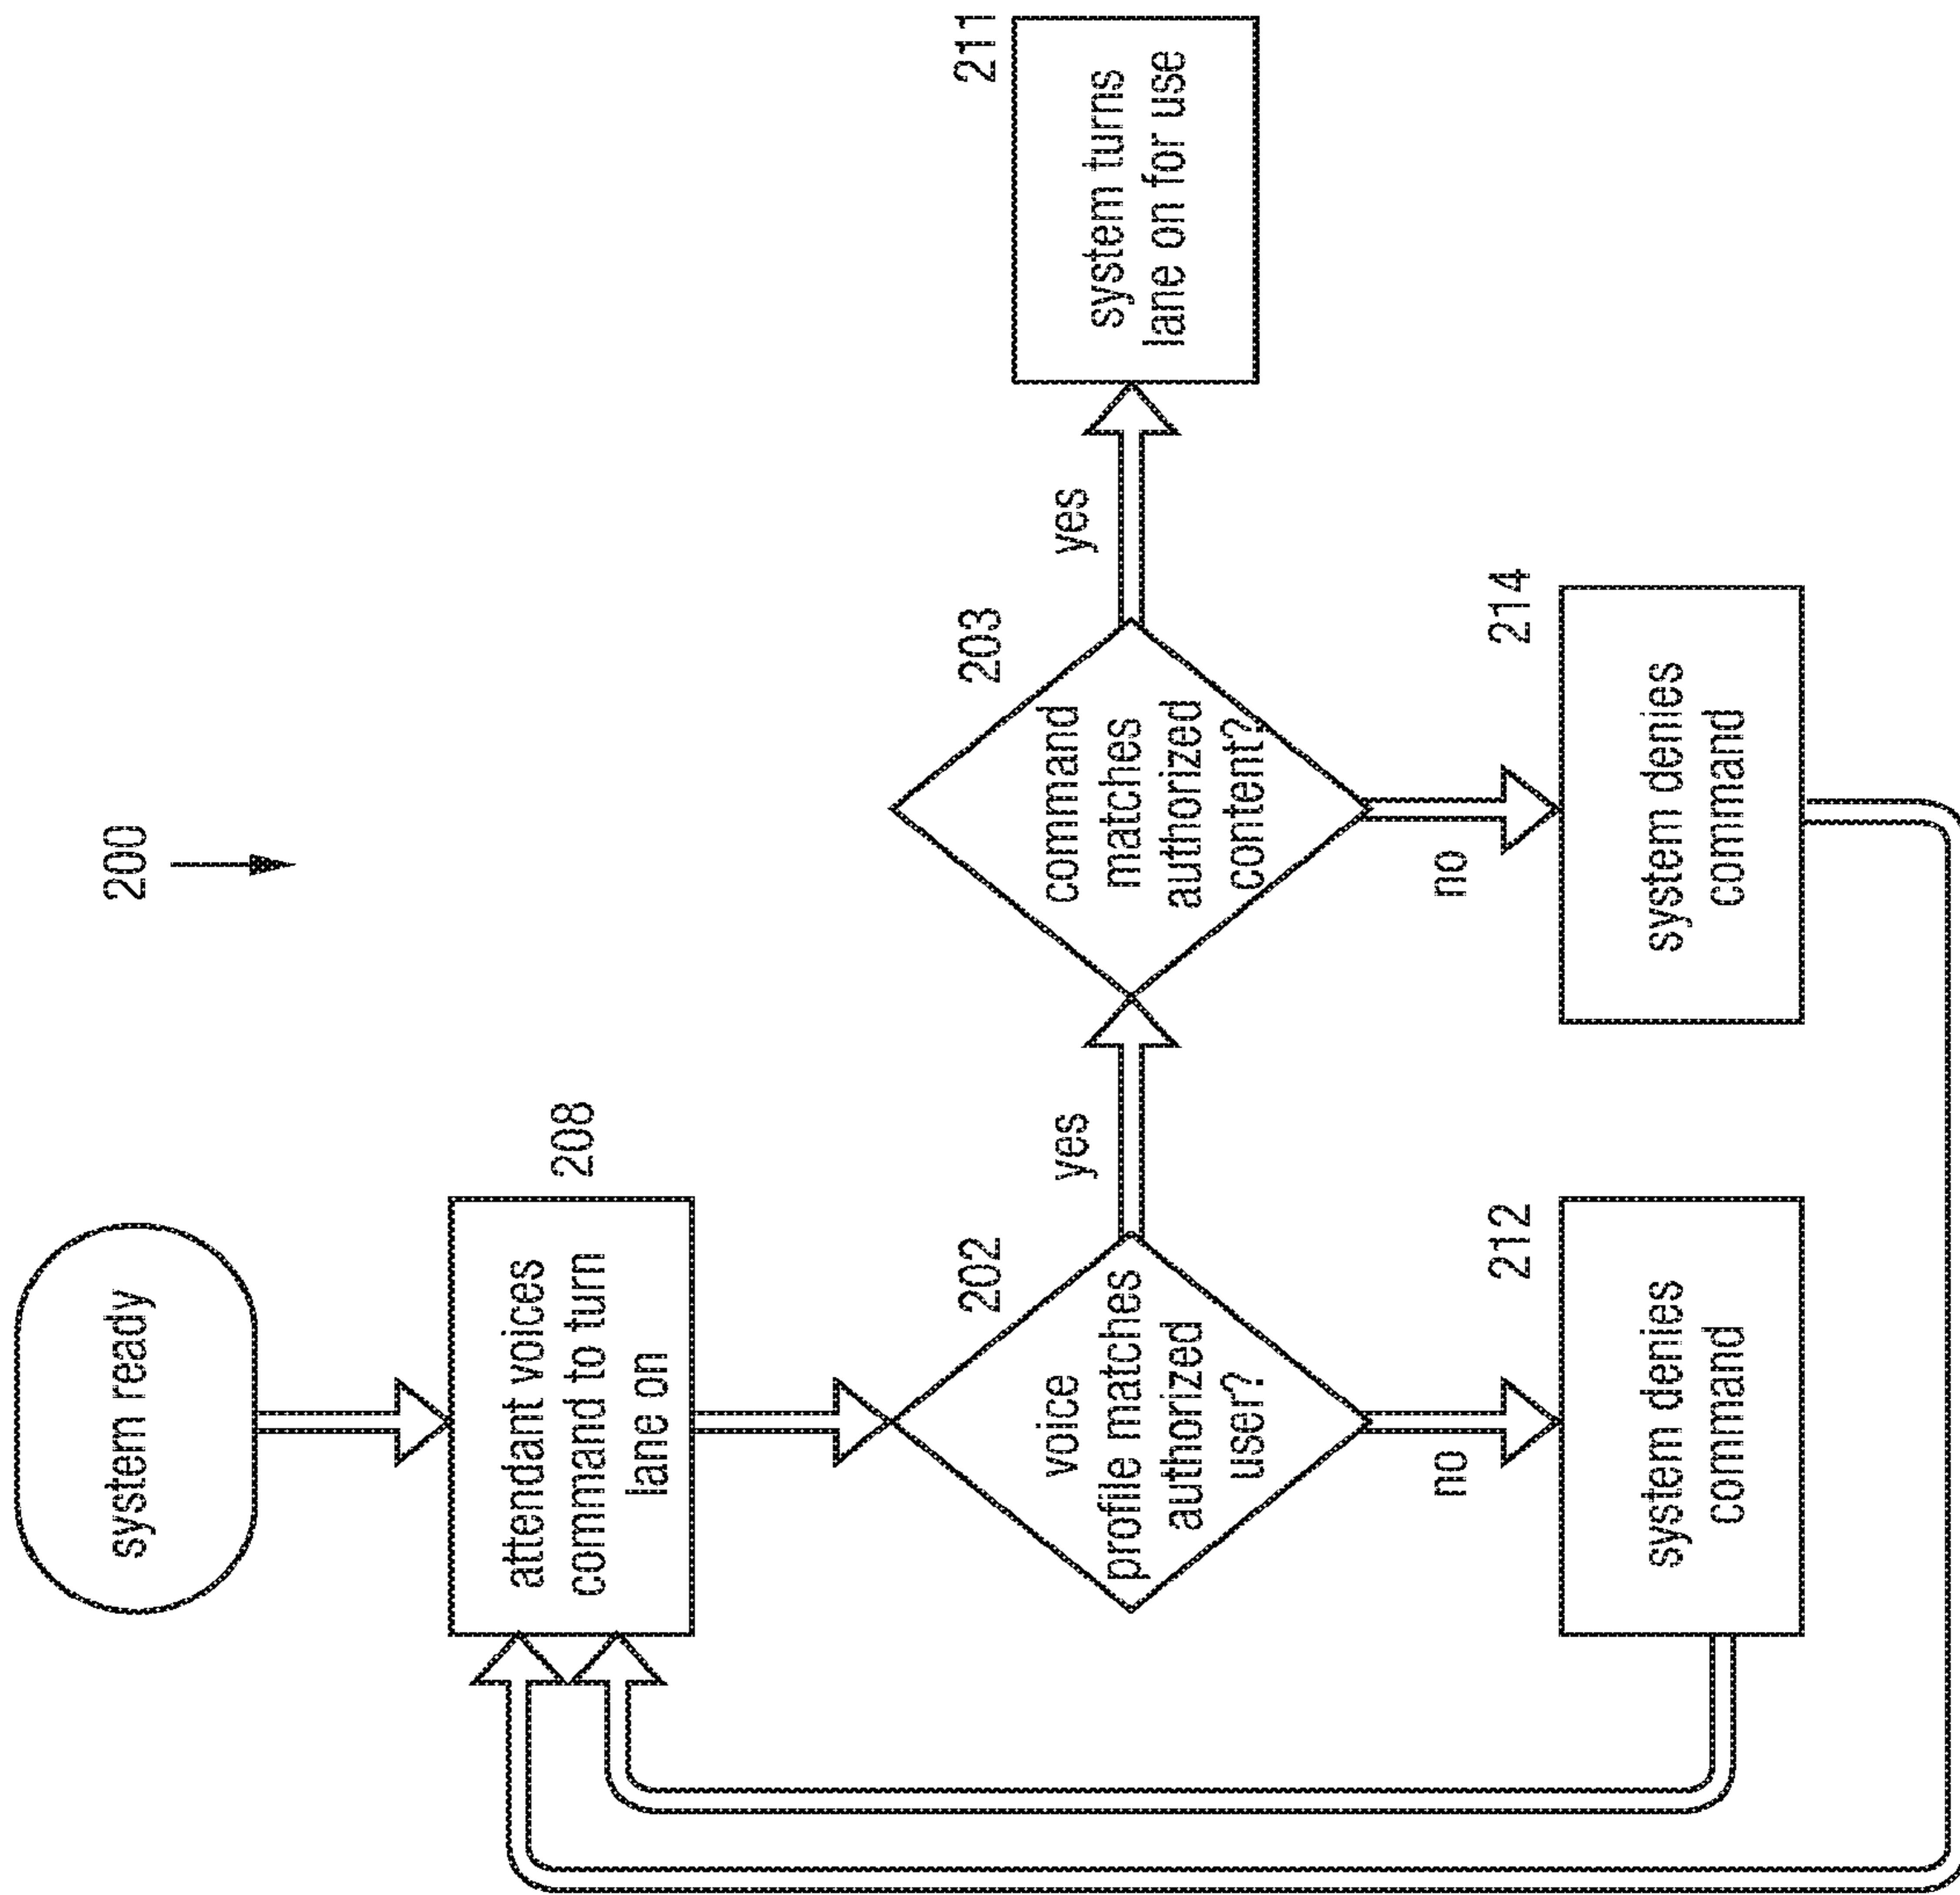 200
system ready
208
attendant voices
command to turn
lane on
202
voice
profile matches
authorized
user?
yes
no
203
command
matches
authorized
content?
yes
no
211
system turns
lane on for use
212
system denies
command
214
system denies
command